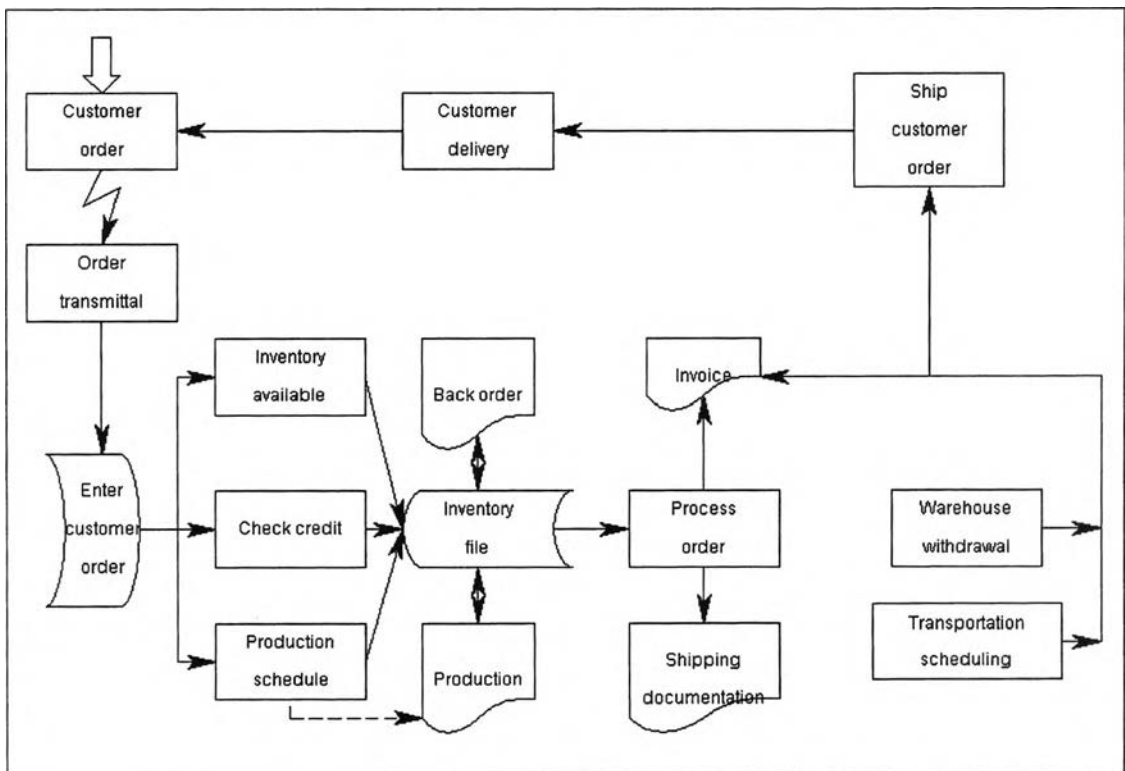 Customer
order
Customer
delivery
Ship
customer
order
Order
transmittal
Inventory
available
Back order
Invoice
Enter
customer
order
Check credit
Inventory
file
Process
order
Warehouse
withdrawal
Production
schedule
Production
Shipping
documentation
Transportation
scheduling